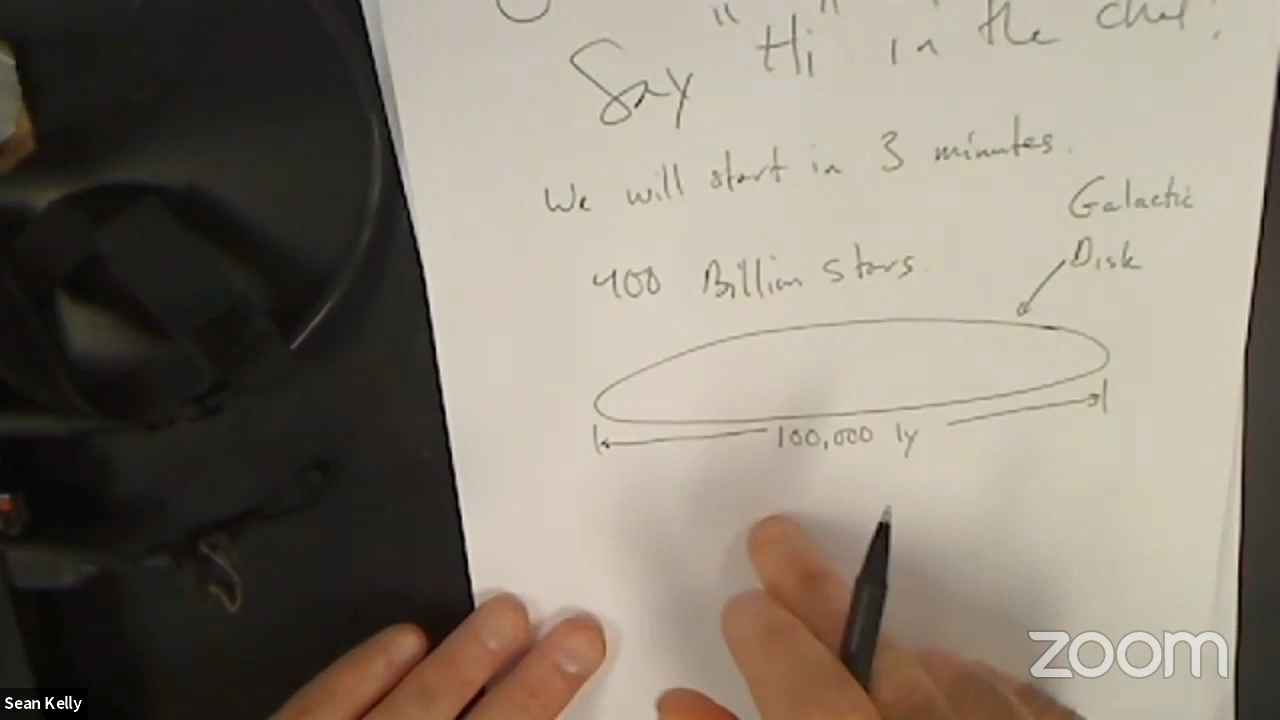 Say "Hi" in the chat!
We will start in 3 minutes.
Galactic
Disk
400 Billion Stars.
100,000 ly
zoom
Sean Kelly